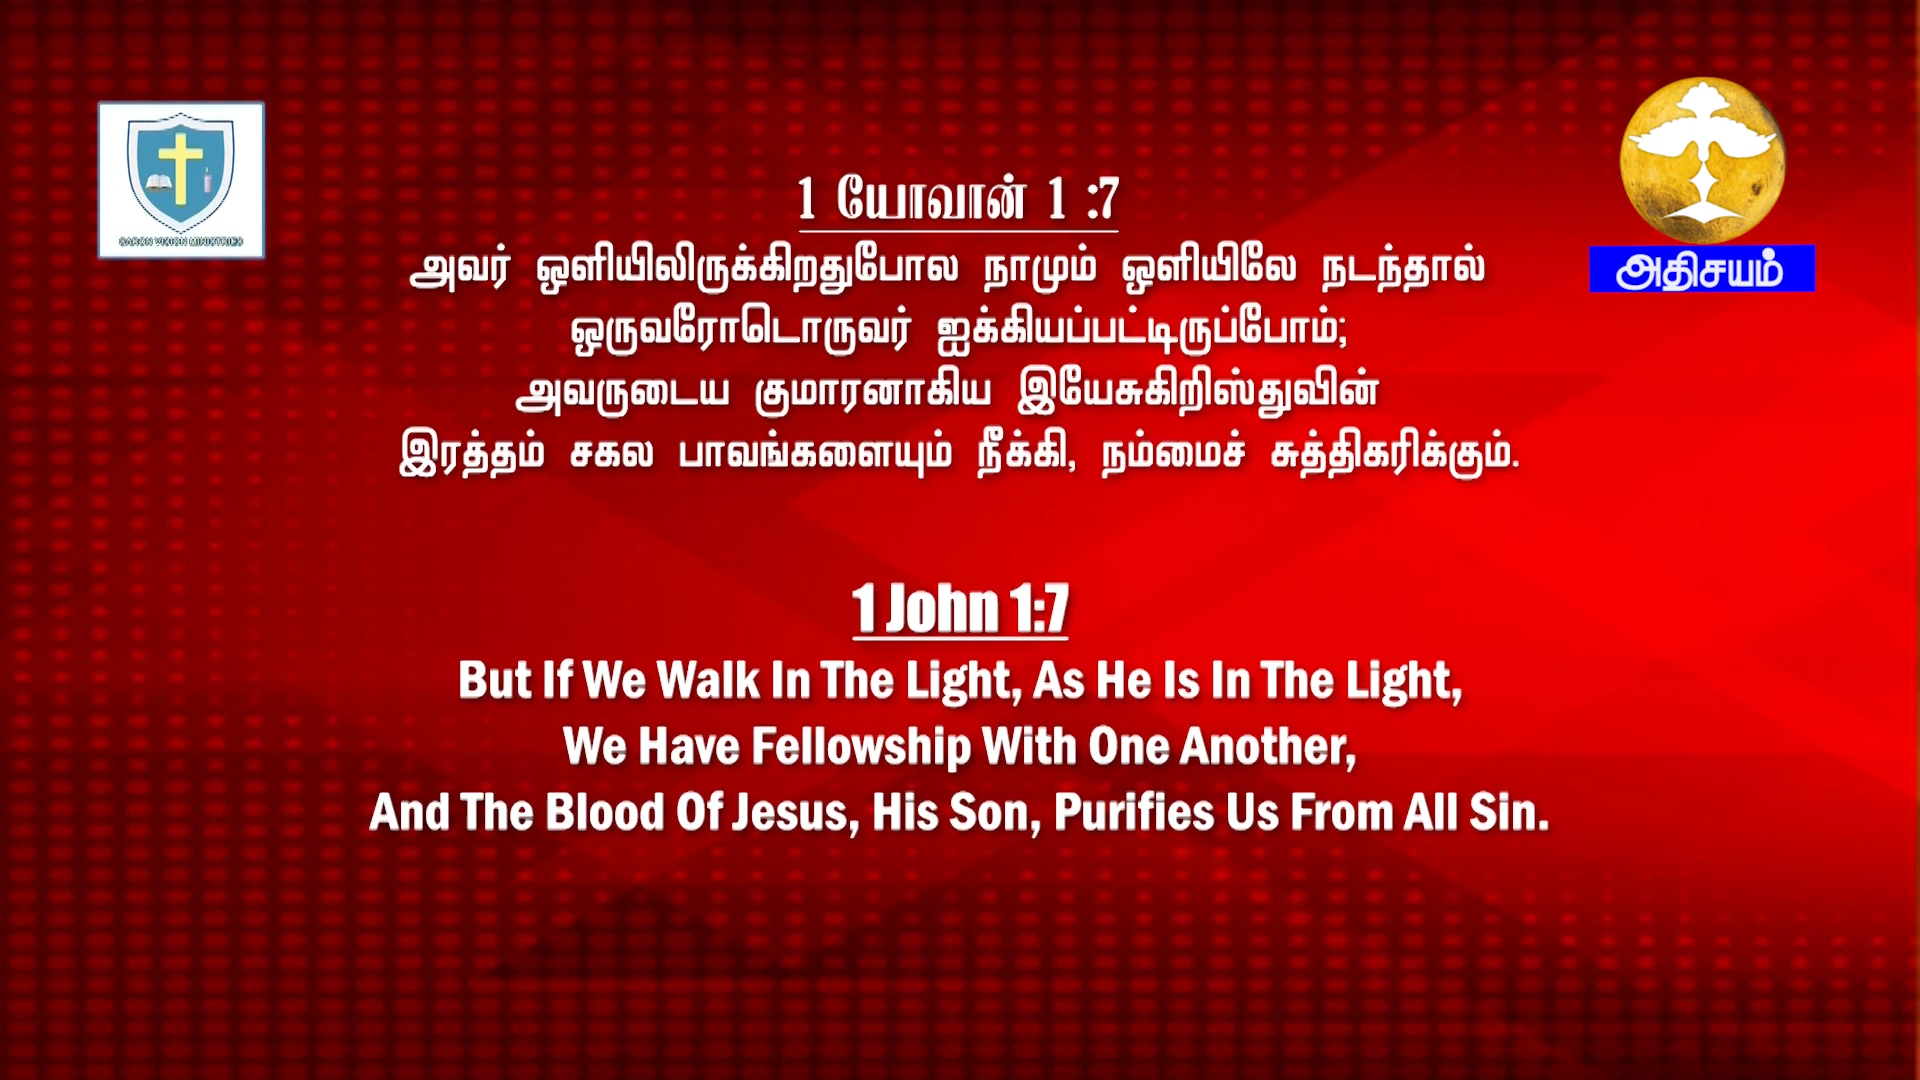 1 யோவான் 1 :7
அவர் ஒளியிலிருக்கிறதுபோல நாமும் ஒளியிலே நடந்தால்
ஒருவரோடொருவர் ஐக்கியப்பட்டிருப்போம்;
அவருடைய குமாரனாகிய இயேசுகிறிஸ்துவின்
இரத்தம் சகல பாவங்களையும் நீக்கி, நம்மைச் சுத்திகரிக்கும்.
அதிசயம்
1 John 1:7
But If We Walk In The Light, As He Is In The Light,
We Have Fellowship With One Another,
And The Blood Of Jesus, His Son, Purifies Us From All Sin.
VISION MINISTRIES